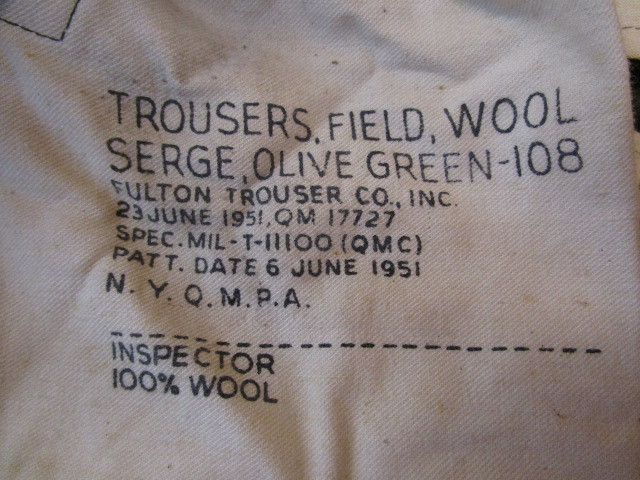 TROUSERS, FIELD, WOOL
SERGE, OLIVE GREEN-108
FULTON TROUSER CO., INC.
23 JUNE 1951, QM 17727
SPEC. MIL-T-11100 (QMC)
PATT. DATE 6 JUNE 1951
N. Y. Q. M. P. A.
INSPECTOR
100% WOOL